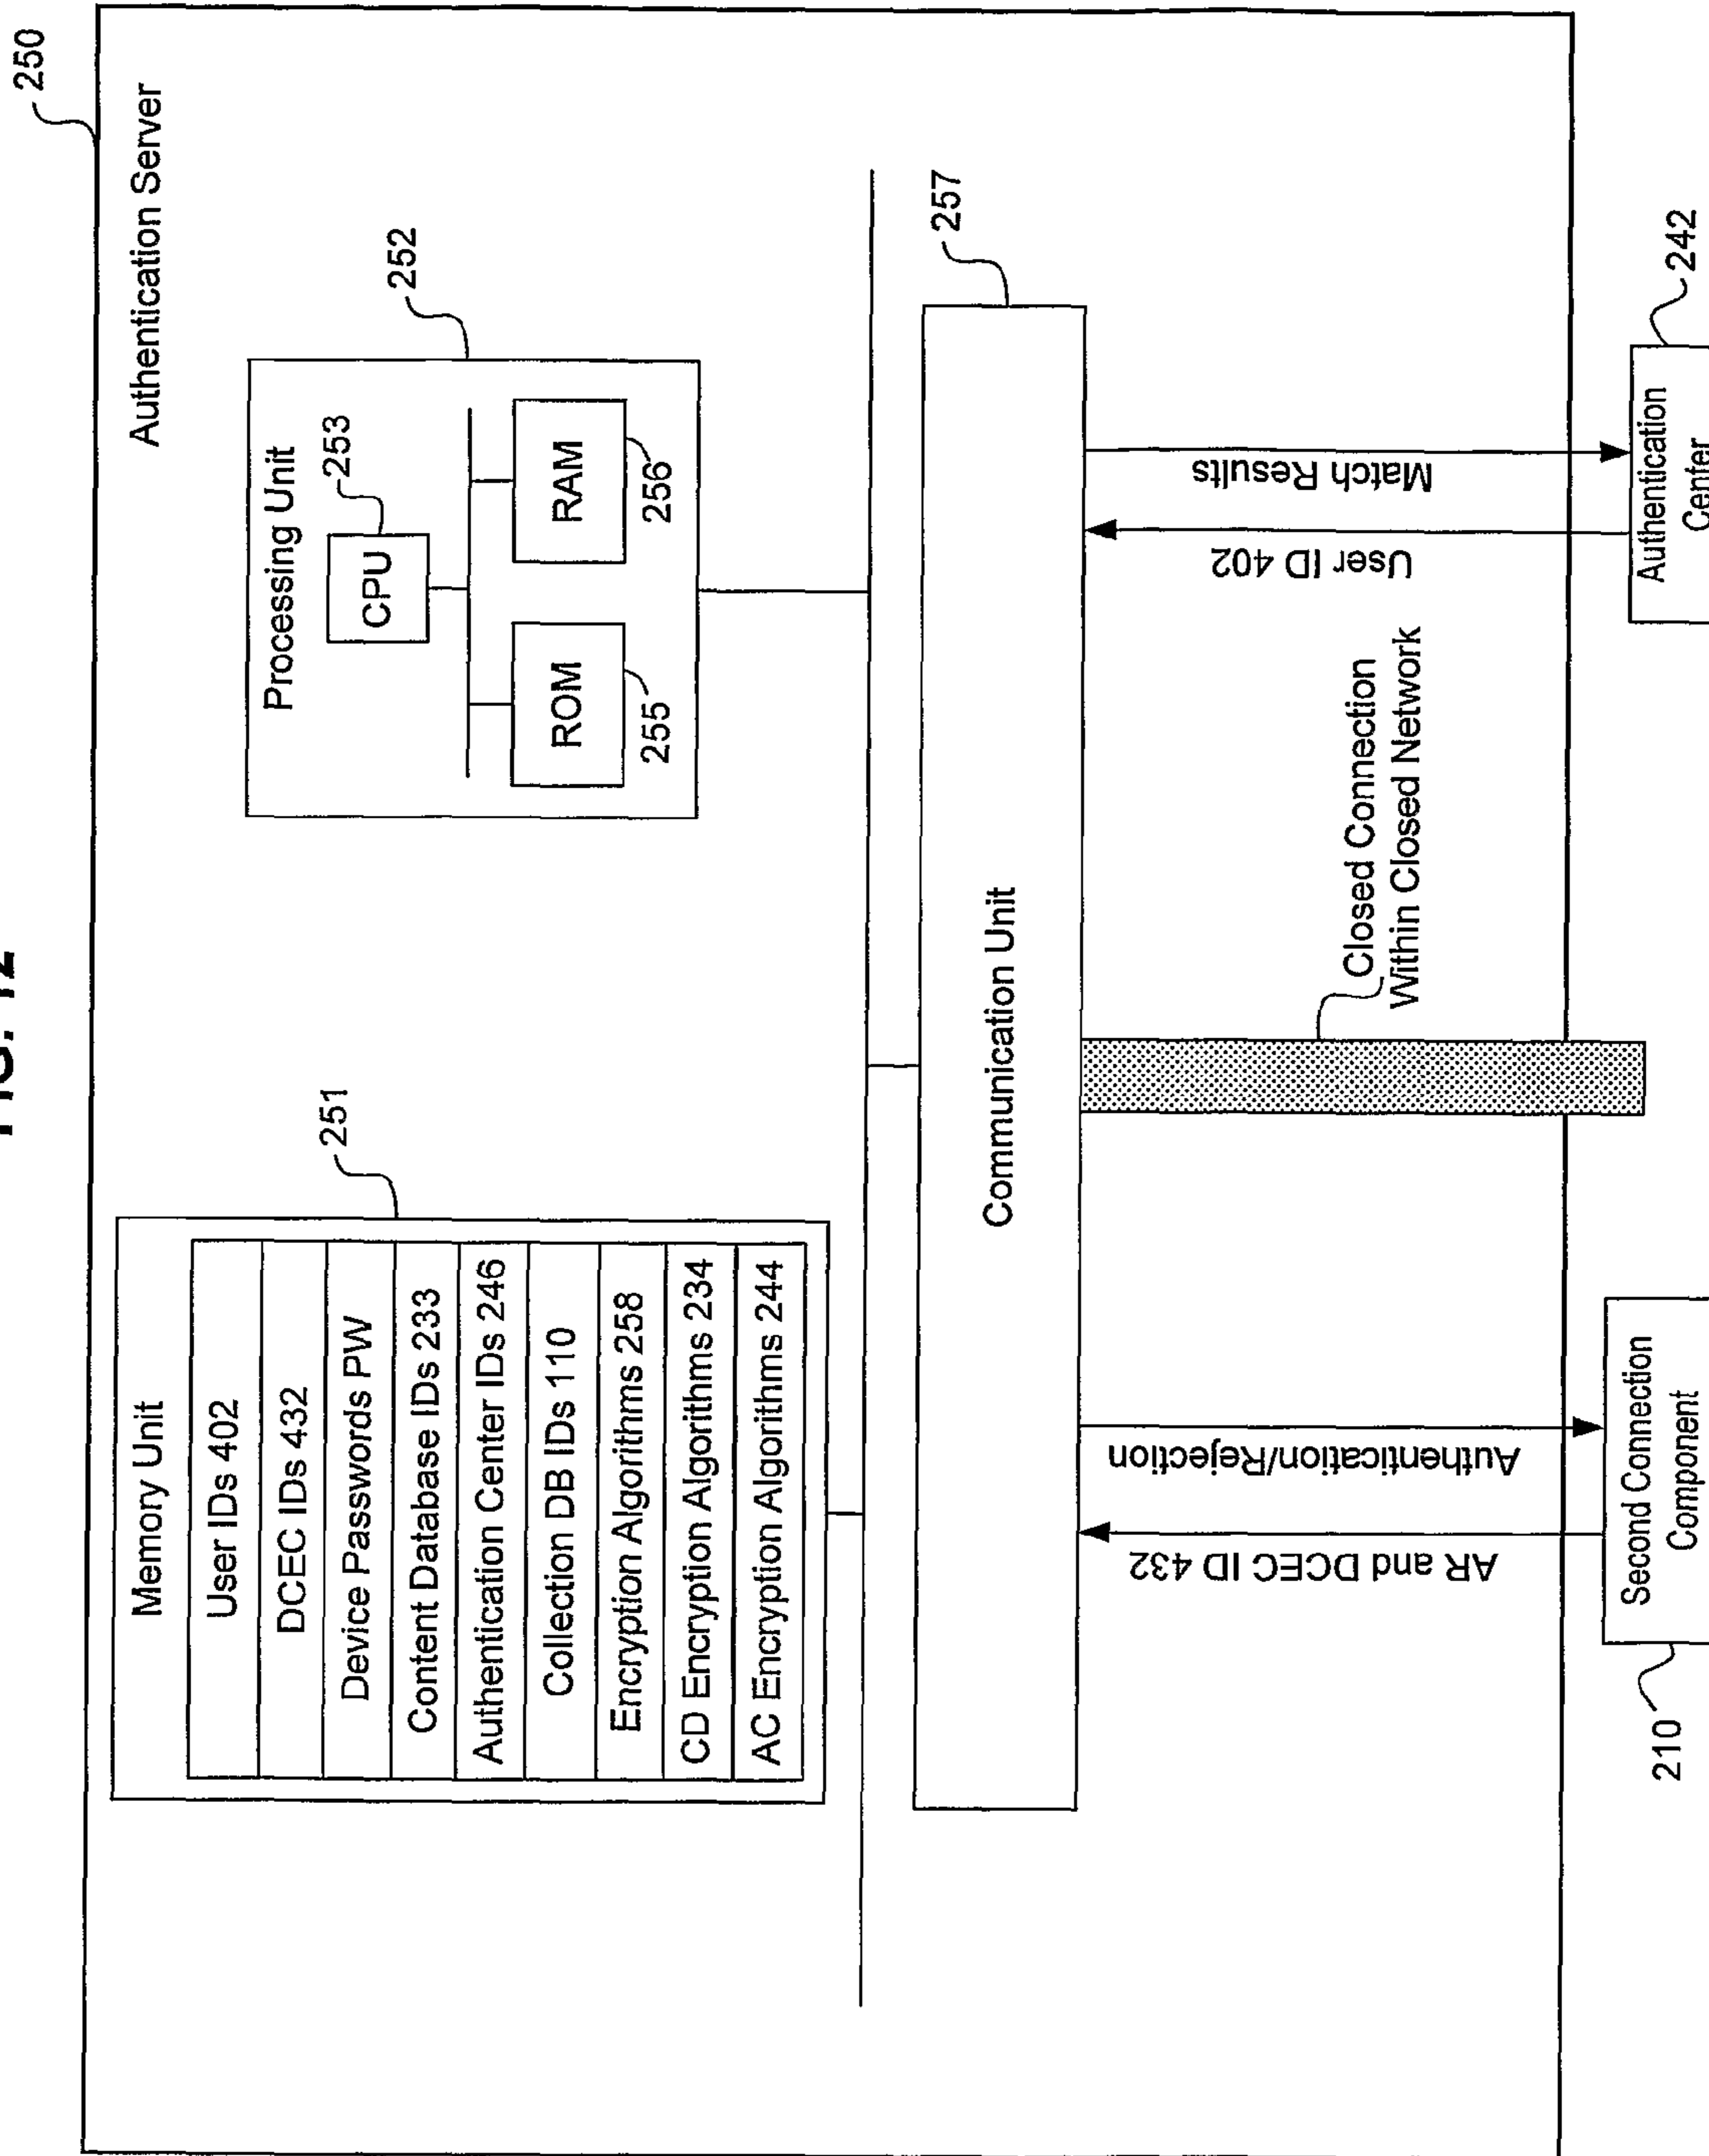 FIG. 12
250
Authentication Server
Memory Unit
251
User IDs 402
DCEC IDs 432
Device Passwords PW
Content Database IDs 233
Authentication Center IDs 246
Collection DB IDs 110
Encryption Algorithms 258
CD Encryption Algorithms 234
AC Encryption Algorithms 244
Processing Unit
252
CPU
253
ROM
255
RAM
256
Communication Unit
257
AR and DCEC ID 432
Authentication/Rejection
Closed Connection
Within Closed Network
User ID 402
Match Results
210
Second Connection
Component
Authentication
Center
242